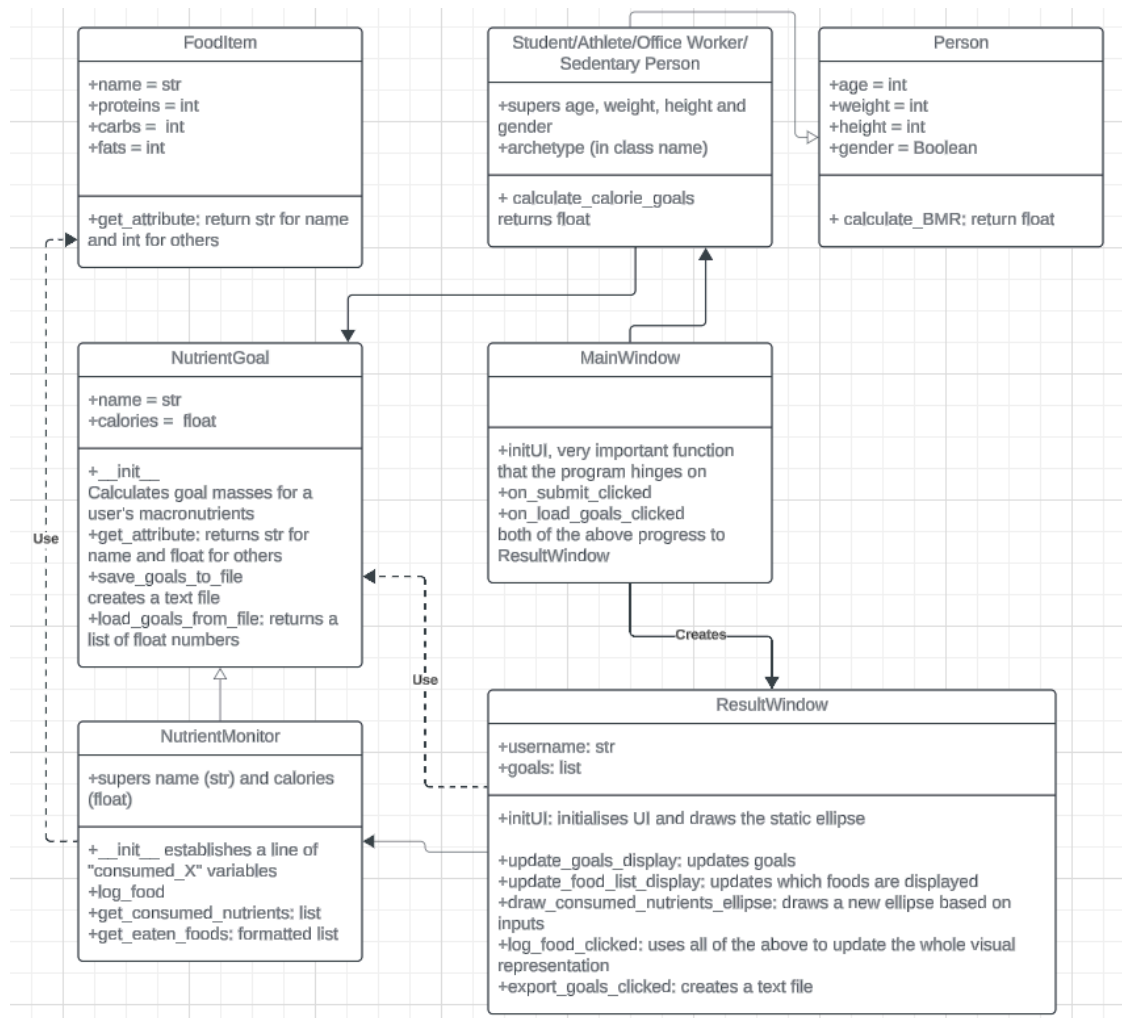 FoodItem
+name = str
+proteins = int
+carbs =  int
+fats = int
+get_attribute: return str for name
and int for others
Student/Athlete/Office Worker/
Sedentary Person
+supers age, weight, height and
gender
+archetype (in class name)
+ calculate_calorie_goals
returns float
Person
+age = int
+weight = int
+height = int
+gender = Boolean
+ calculate_BMR: return float
NutrientGoal
+name = str
+calories =  float
+__init__
Calculates goal masses for a
user's macronutrients
+get_attribute: returns str for
name and float for others
+save_goals_to_file
creates a text file
+load_goals_from_file: returns a
list of float numbers
MainWindow
+initUI, very important function
that the program hinges on
+on_submit_clicked
+on_load_goals_clicked
both of the above progress to
ResultWindow
Use
Creates
Use
NutrientMonitor
+supers name (str) and calories
(float)
+__init__ establishes a line of
"consumed_X" variables
+log_food
+get_consumed_nutrients: list
+get_eaten_foods: formatted list
ResultWindow
+username: str
+goals: list
+initUI: initialises UI and draws the static ellipse
+update_goals_display: updates goals
+update_food_list_display: updates which foods are displayed
+draw_consumed_nutrients_ellipse: draws a new ellipse based on
inputs
+log_food_clicked: uses all of the above to update the whole visual
representation
+export_goals_clicked: creates a text file